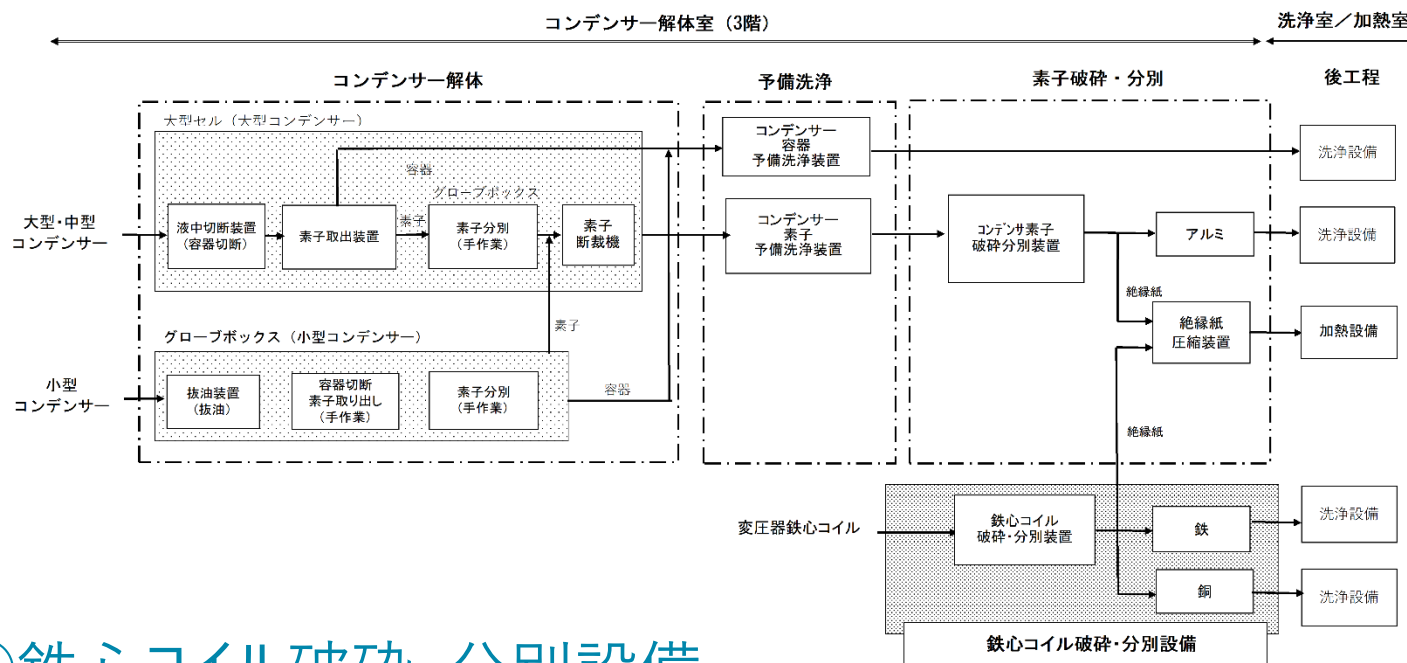 コンデンサー解体室（3階）
洗浄室／加熱室
コンデンサー解体
予備洗浄
素子破砕・分別
後工程
大型セル（大型コンデンサー）
コンデンサー
容器
予備洗浄装置
洗浄設備
容器
グローブボックス
大型・中型
コンデンサー
液中切断装置
（容器切断）
素子取出装置
素子
素子分別
（手作業）
素子
断裁機
コンデンサー
素子
予備洗浄装置
コンデンサ素子
破砕分別装置
アルミ
洗浄設備
絶縁紙
素子
絶縁紙
圧縮装置
加熱設備
グローブボックス（小型コンデンサー）
小型
コンデンサー
抜油装置
（抜油）
容器切断
素子取り出し
（手作業）
素子分別
（手作業）
容器
絶縁紙
変圧器鉄心コイル
鉄心コイル
破砕・分別装置
鉄
洗浄設備
銅
洗浄設備
鉄心コイル破砕・分別設備
鉄心コイル破砕・分別設備